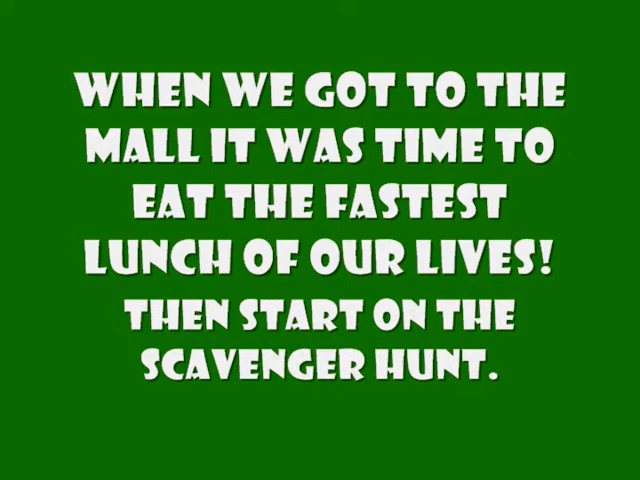 WHEN WE GOT TO THE
MALL IT WAS TIME TO
EAT THE FASTEST
LUNCH OF OUR LIVES!
THEN START ON THE
SCAVENGER HUNT.